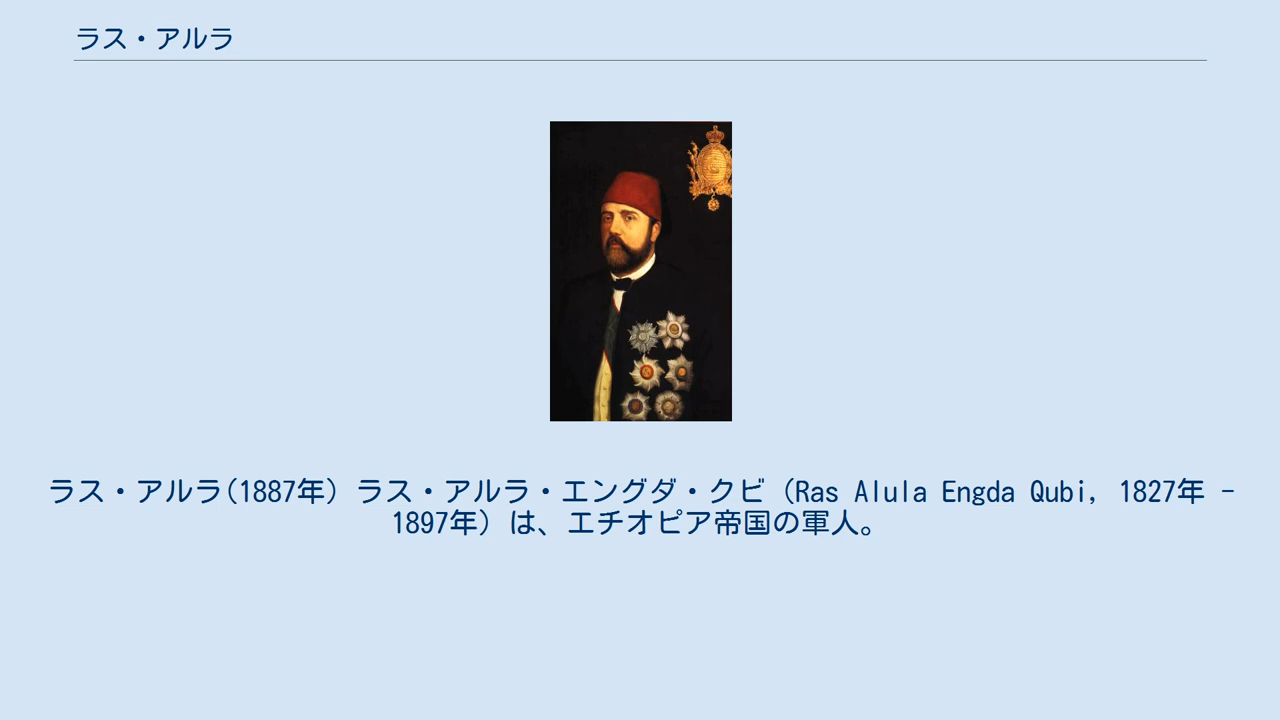 ラス・アルラ
ラス・アルラ(1887年) ラス・アルラ・エングダ・クビ (Ras Alula Engda Qubi, 1827年 -
1897年) は、エチオピア帝国の軍人。